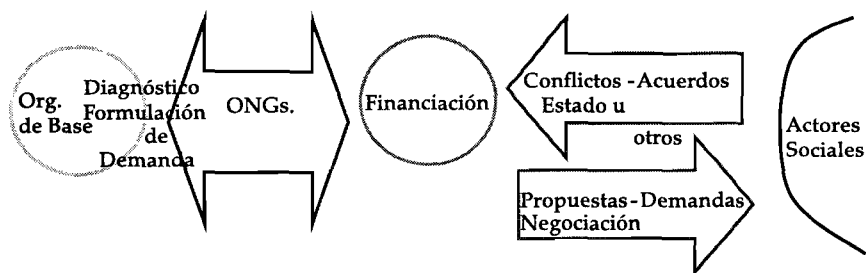 Org.
de Base
Diagnóstico
Formulación
de
Demanda
ONGs.
Financiación
Conflictos - Acuerdos
Estado u
otros
Propuestas - Demandas
Negociación
Actores
Sociales